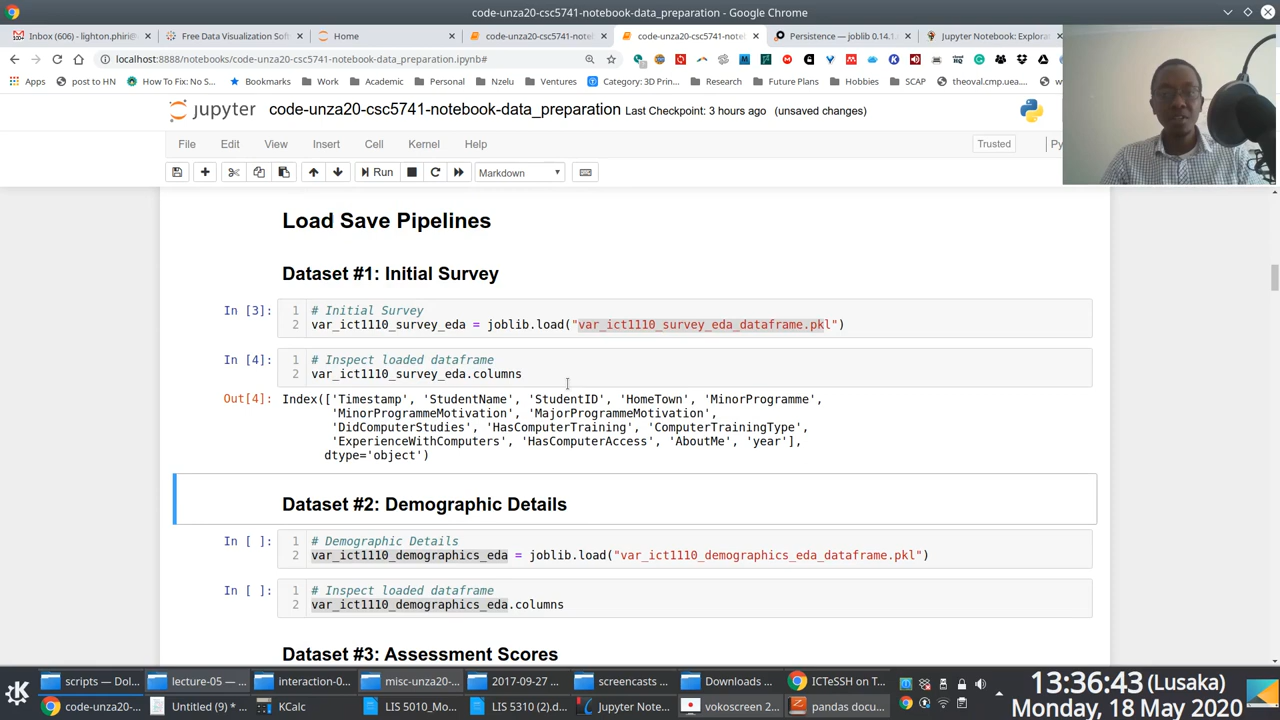 code-unza20-csc5741-notebook-data_preparation - Google Chrome
Inbox (606) - lighton.phiri@
Free Data Visualization Sof
Home
code-unza20-csc5741-notel
code-unza20-csc5741-notel
Persistence — joblib 0.14.1.
Jupyter Notebook: Explora
localhost:8888/notebooks/code-unza20-csc5741-notebook-data_preparation.ipynb#
Apps
post to HN
How To Fix: No S...
Bookmarks
Work
Academic
Personal
Nzelu
Ventures
Category: 3D Prin...
Research
Future Plans
Hobbies
SCAP
theoval.cmp.uea.
jupyter
code-unza20-csc5741-notebook-data_preparation
Last Checkpoint: 3 hours ago
(unsaved changes)
File
Edit
View
Insert
Cell
Kernel
Help
Trusted
Run
Markdown
Load Save Pipelines
Dataset #1: Initial Survey
In [3]:
1 # Initial Survey
2 var_ict1110_survey_eda = joblib.load("var_ict1110_survey_eda_dataframe.pkl")
In [4]:
1 # Inspect loaded dataframe
2 var_ict1110_survey_eda.columns
Out[4]:
Index(['Timestamp', 'StudentName', 'StudentID', 'HomeTown', 'MinorProgramme',
'MinorProgrammeMotivation', 'MajorProgrammeMotivation',
'DidComputerStudies', 'HasComputerTraining', 'ComputerTrainingType',
'ExperienceWithComputers', 'HasComputerAccess', 'AboutMe', 'year'],
dtype='object')
Dataset #2: Demographic Details
In [ ]:
1 # Demographic Details
2 var_ict1110_demographics_eda = joblib.load("var_ict1110_demographics_eda_dataframe.pkl")
In [ ]:
1 # Inspect loaded dataframe
2 var_ict1110_demographics_eda.columns
Dataset #3: Assessment Scores
scripts — Dol...
lecture-05 — ...
interaction-0...
misc-unza20-...
2017-09-27 ...
screencasts ...
Downloads ...
ICTeSSH on T...
13:36:43 (Lusaka)
code-unza20-...
Untitled (9) * ...
KCalc
LIS 5010_Mo...
LIS 5310 (2).d...
Jupyter Note...
vokoscreen 2...
pandas docu...
Monday, 18 May 2020